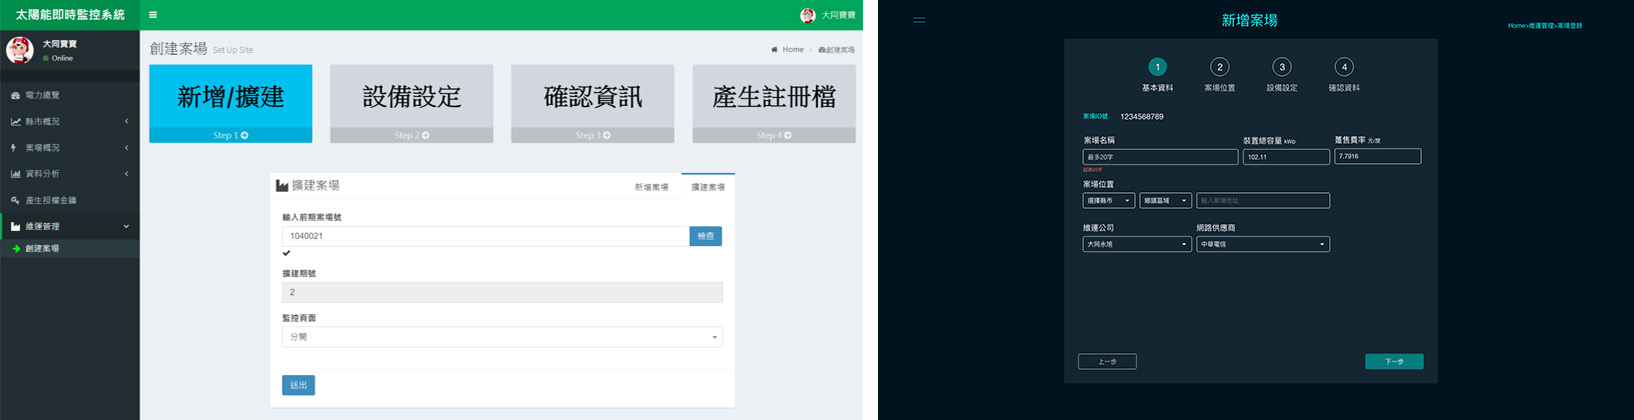 太陽能即時監控系統
大同寶寶
大同寶寶
Online
電力總覽
縣市概況
案場概況
資料分析
產生授權金鑰
維運管理
創建案場
創建案場 Set Up Site
Home > 創建案場
新增/擴建
Step 1
設備設定
Step 2
確認資訊
Step 3
產生註冊檔
Step 4
擴建案場
新增案場
擴建案場
輸入前期案場號
1040021
檢查
擴建期號
2
監控頁面
分開
送出
新增案場
Home>維運管理>案場登錄
1
2
3
4
基本資料
案場位置
設備設定
確認資料
案場ID號 1234568789
案場名稱
裝置總容量 kWp
躉售費率 元/度
最多20字
102.11
7.7916
超過20字
案場位置
選擇縣市
鄉鎮區域
輸入案場地址
維運公司
網路供應商
大同永旭
中華電信
上一步
下一步